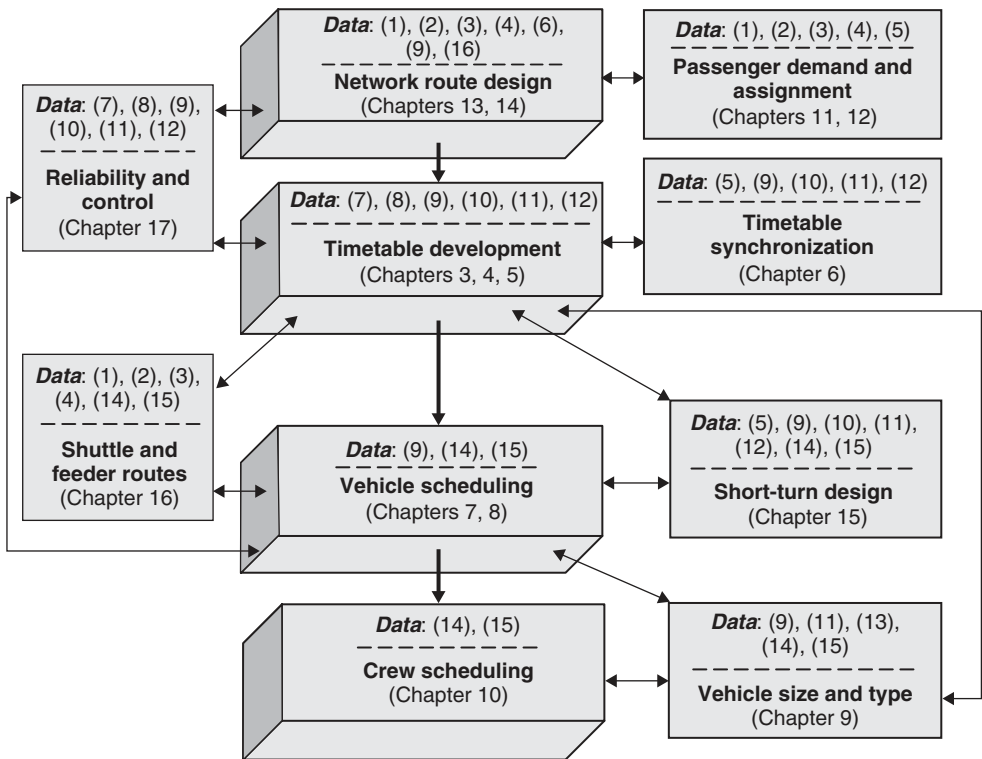 Data: (1), (2), (3), (4), (6),
(9), (16)
Network route design
(Chapters 13, 14)
Data: (1), (2), (3), (4), (5)
Passenger demand and
assignment
(Chapters 11, 12)
Data: (7), (8), (9),
(10), (11), (12)
Reliability and
control
(Chapter 17)
Data: (7), (8), (9), (10), (11), (12)
Timetable development
(Chapters 3, 4, 5)
Data: (5), (9), (10), (11), (12)
Timetable
synchronization
(Chapter 6)
Data: (1), (2), (3),
(4), (14), (15)
Shuttle and
feeder routes
(Chapter 16)
Data: (9), (14), (15)
Vehicle scheduling
(Chapters 7, 8)
Data: (5), (9), (10), (11),
(12), (14), (15)
Short-turn design
(Chapter 15)
Data: (14), (15)
Crew scheduling
(Chapter 10)
Data: (9), (11), (13),
(14), (15)
Vehicle size and type
(Chapter 9)